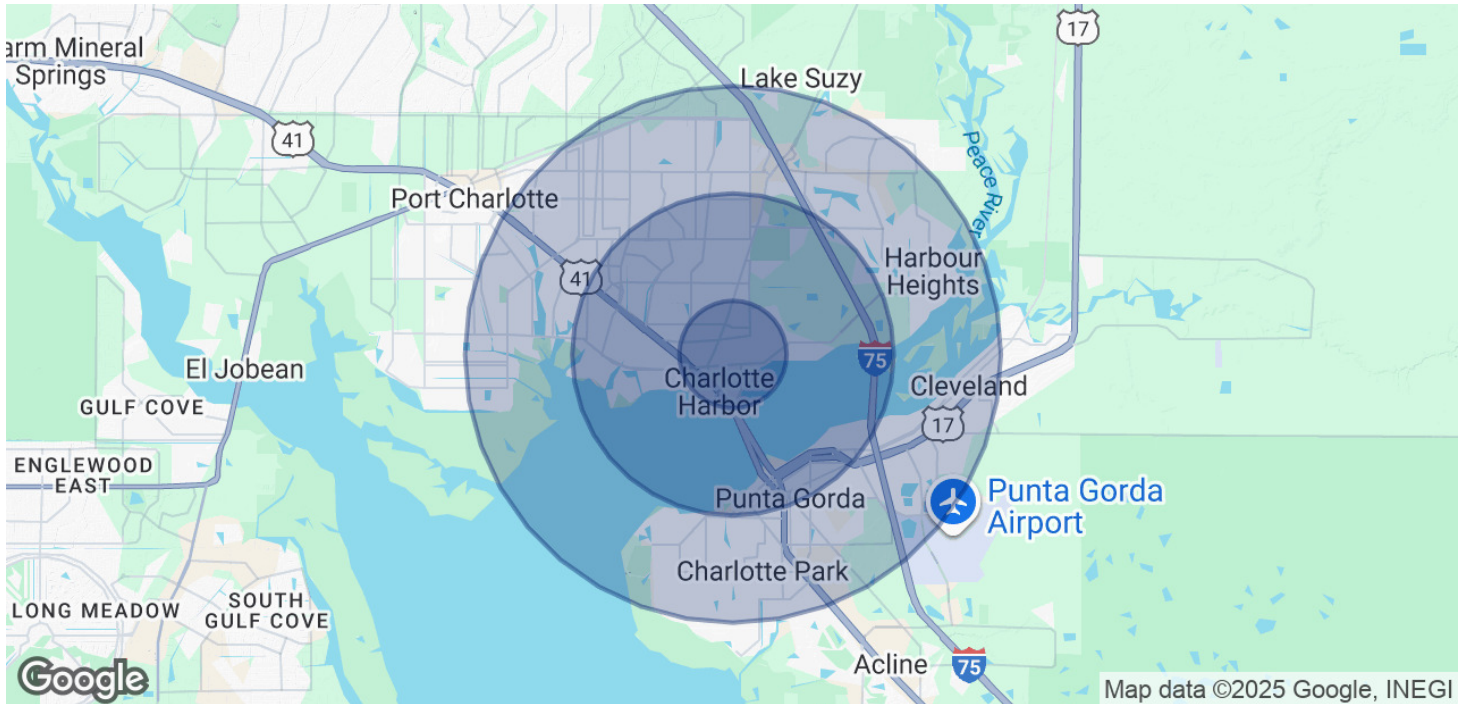 17
arm Mineral
Springs
Lake Suzy
41
Peace River
Port Charlotte
Harbour
Heights
41
75
El Jobean
Charlotte
Harbor
Cleveland
GULF COVE
17
ENGLEWOOD
EAST
Punta Gorda
Punta Gorda
Airport
Charlotte Park
LONG MEADOW
SOUTH
GULF COVE
Acline
75
Google
Map data ©2025 Google, INEGI